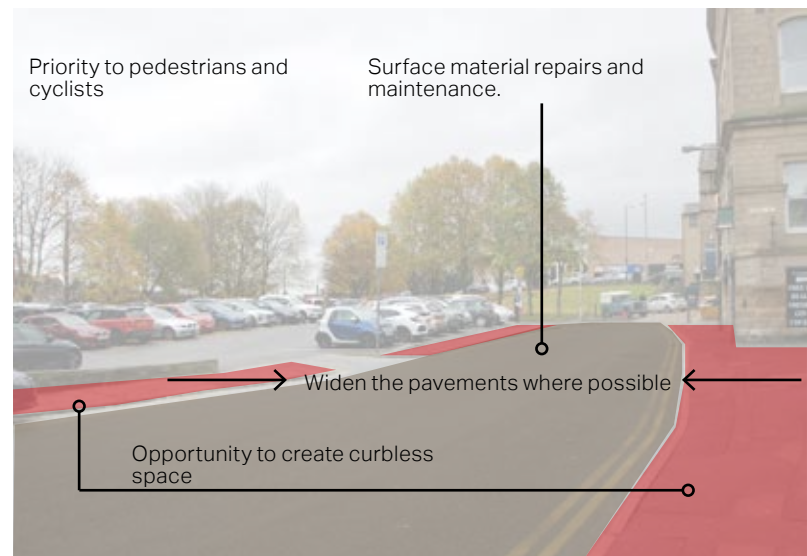 Priority to pedestrians and
cyclists
Surface material repairs and
maintenance.
Widen the pavements where possible
Opportunity to create curbless
space